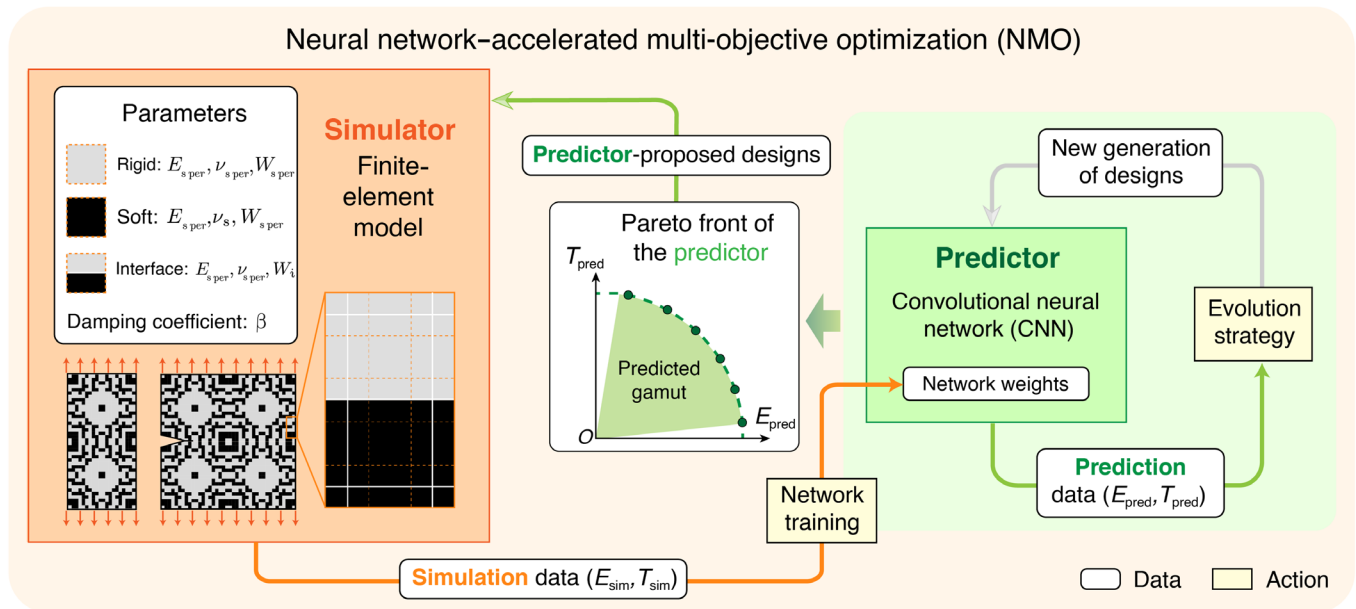 Neural network–accelerated multi-objective optimization (NMO)
Parameters
Rigid: E_s per, ν_s per, W_s per
Soft: E_s per, ν_s, W_s per
Interface: E_s per, ν_s per, W_i
Damping coefficient: β
Simulator
Finite-
element
model
Predictor-proposed designs
Pareto front of
the predictor
T_pred
Predicted
gamut
E_pred
O
New generation
of designs
Predictor
Convolutional neural
network (CNN)
Network weights
Evolution
strategy
Prediction
data (E_pred, T_pred)
Network
training
Simulation data (E_sim, T_sim)
Data
Action